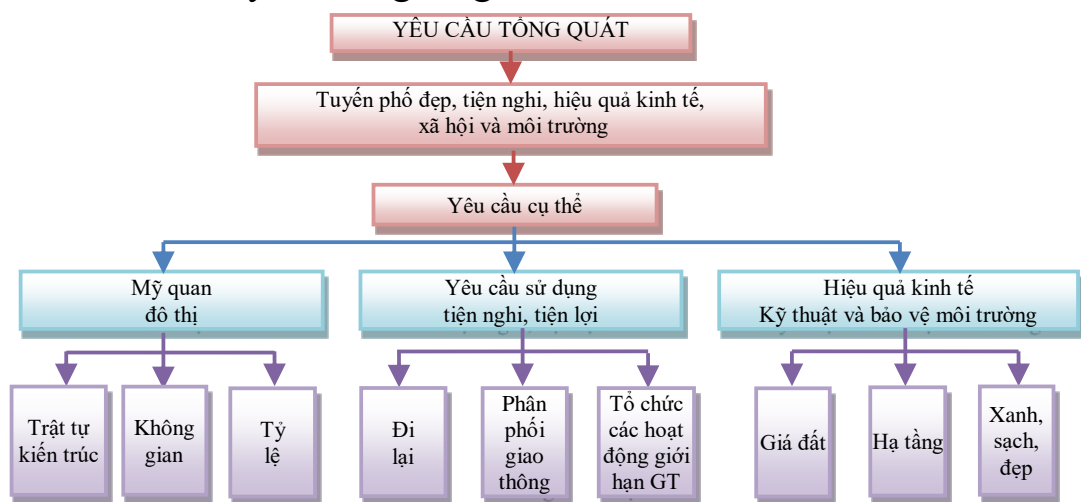 YÊU CẦU TỔNG QUÁT
Tuyến phố đẹp, tiện nghi, hiệu quả kinh tế,
xã hội và môi trường
Yêu cầu cụ thể
Mỹ quan
đô thị
Yêu cầu sử dụng
tiện nghi, tiện lợi
Hiệu quả kinh tế
Kỹ thuật và bảo vệ môi trường
Trật tự
kiến trúc
Không
gian
Tỷ
lệ
Đi
lại
Phân
phối
giao
thông
Tổ chức
các hoạt
động giới
hạn GT
Giá đất
Hạ tầng
Xanh,
sạch,
đẹp